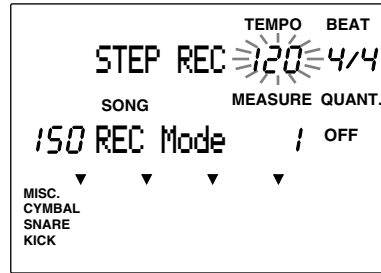 TEMPO BEAT
STEP REC 120 4/4
SONG MEASURE QUANT.
150 REC Mode 1 OFF
MISC.
CYMBAL
SNARE
KICK